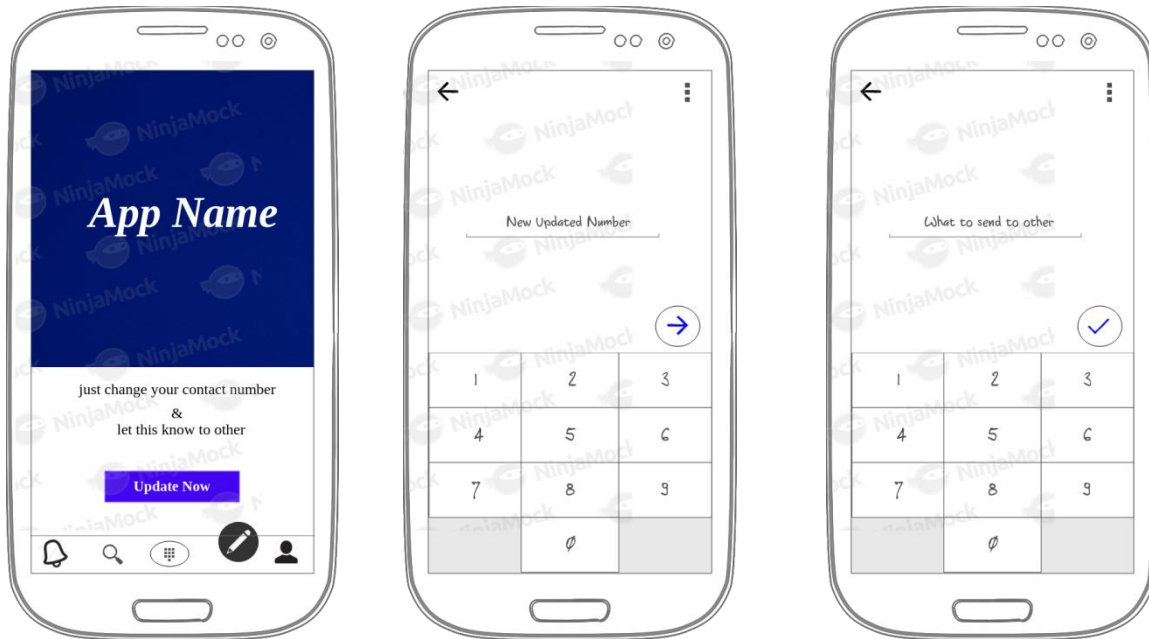 App Name
just change your contact number
&
let this know to other
Update Now
New Updated Number
1 2 3
4 5 6
7 8 9
0
What to send to other
1 2 3
4 5 6
7 8 9
0
NinjaMock